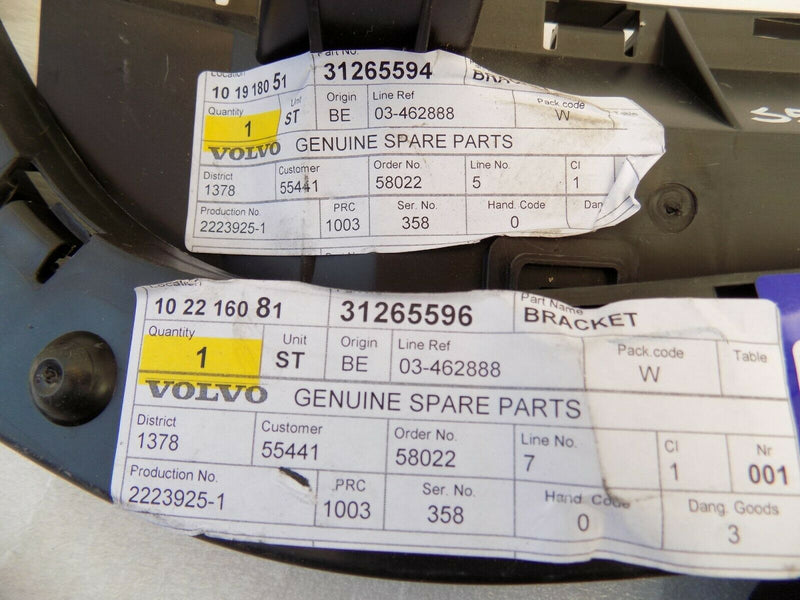 Location Part No.
10 19 180 51 31265594
Quantity Unit Origin Line Ref Pack code Table
1 ST BE 03-462888 W
VOLVO GENUINE SPARE PARTS
District Customer Order No. Line No. CI
1378 55441 58022 5 1
Production No. PRC Ser. No. Hand. Code
2223925-1 1003 358 0
Location Part Name
10 22 160 81 31265596 BRACKET
Quantity Unit Origin Line Ref Pack code Table
1 ST BE 03-462888 W
VOLVO GENUINE SPARE PARTS
District Customer Order No. Line No. CI Nr
1378 55441 58022 7 1 001
Production No. PRC Ser. No. Hand. Code Dang. Goods
2223925-1 1003 358 0 3